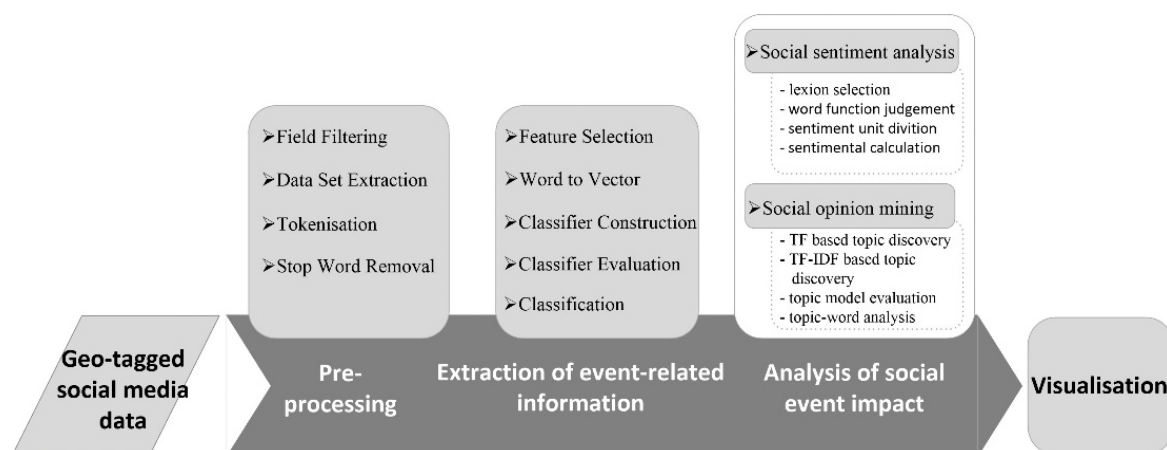 ➢Field Filtering
➢Data Set Extraction
➢Tokenisation
➢Stop Word Removal
➢Feature Selection
➢Word to Vector
➢Classifier Construction
➢Classifier Evaluation
➢Classification
➢Social sentiment analysis
- lexion selection
- word function judgement
- sentiment unit divition
- sentimental calculation
➢Social opinion mining
- TF based topic discovery
- TF-IDF based topic
discovery
- topic model evaluation
- topic-word analysis
Geo-tagged
social media
data
Pre-
processing
Extraction of event-related
information
Analysis of social
event impact
Visualisation